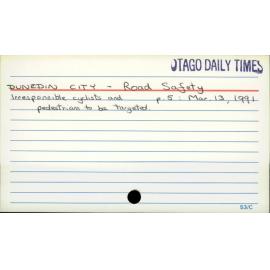 OTAGO DAILY TIMES
DUNEDIN CITY - Road Safety
Irresponsible cyclists and p.5: Mar. 13, 1991
pedestrians to be targeted.
53/C